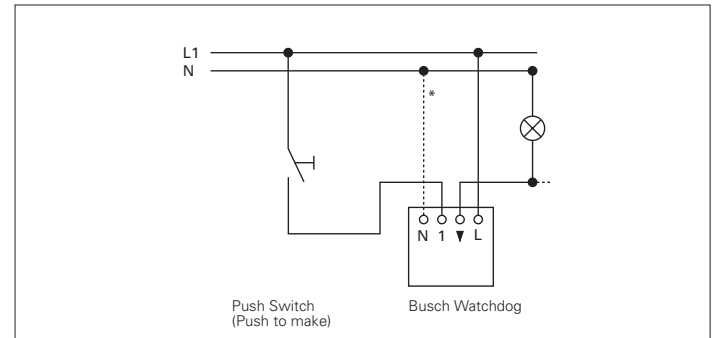 L1
N
*
N 1 ▼ L
Push Switch
(Push to make)
Busch Watchdog